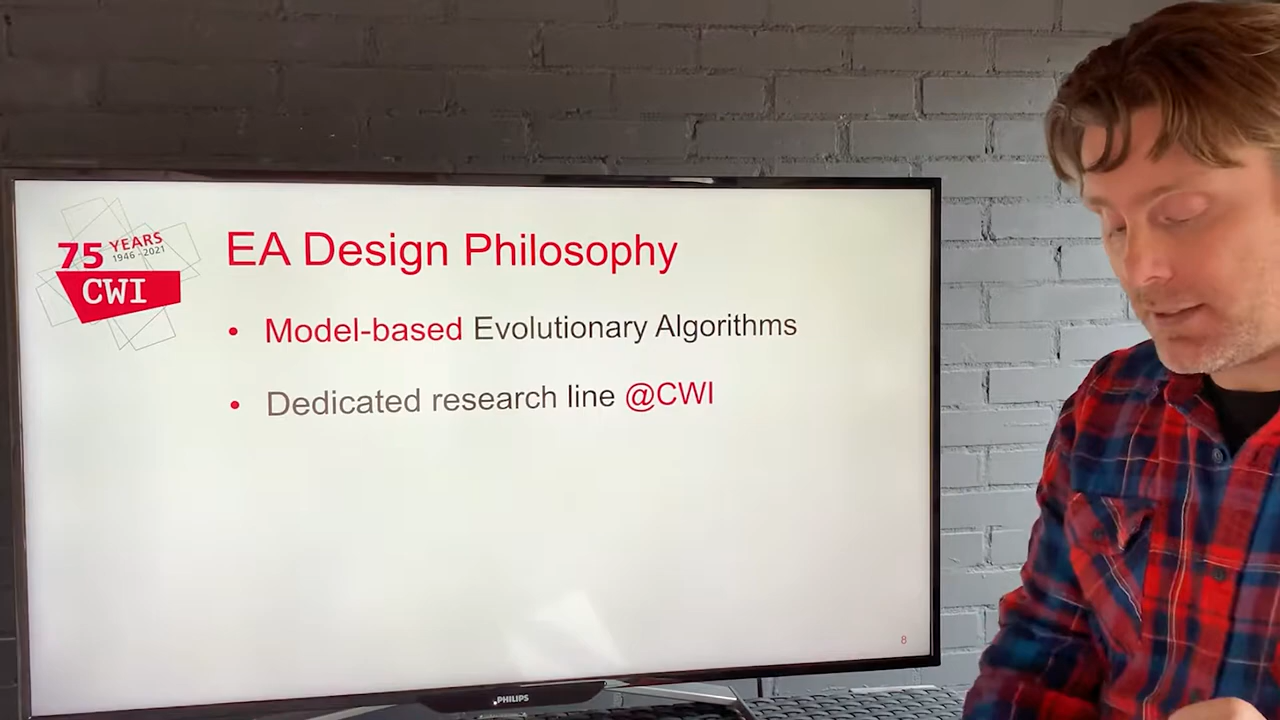 75 YEARS
1946 - 2021
CWI
EA Design Philosophy
• Model-based Evolutionary Algorithms
• Dedicated research line @CWI
8
PHILIPS